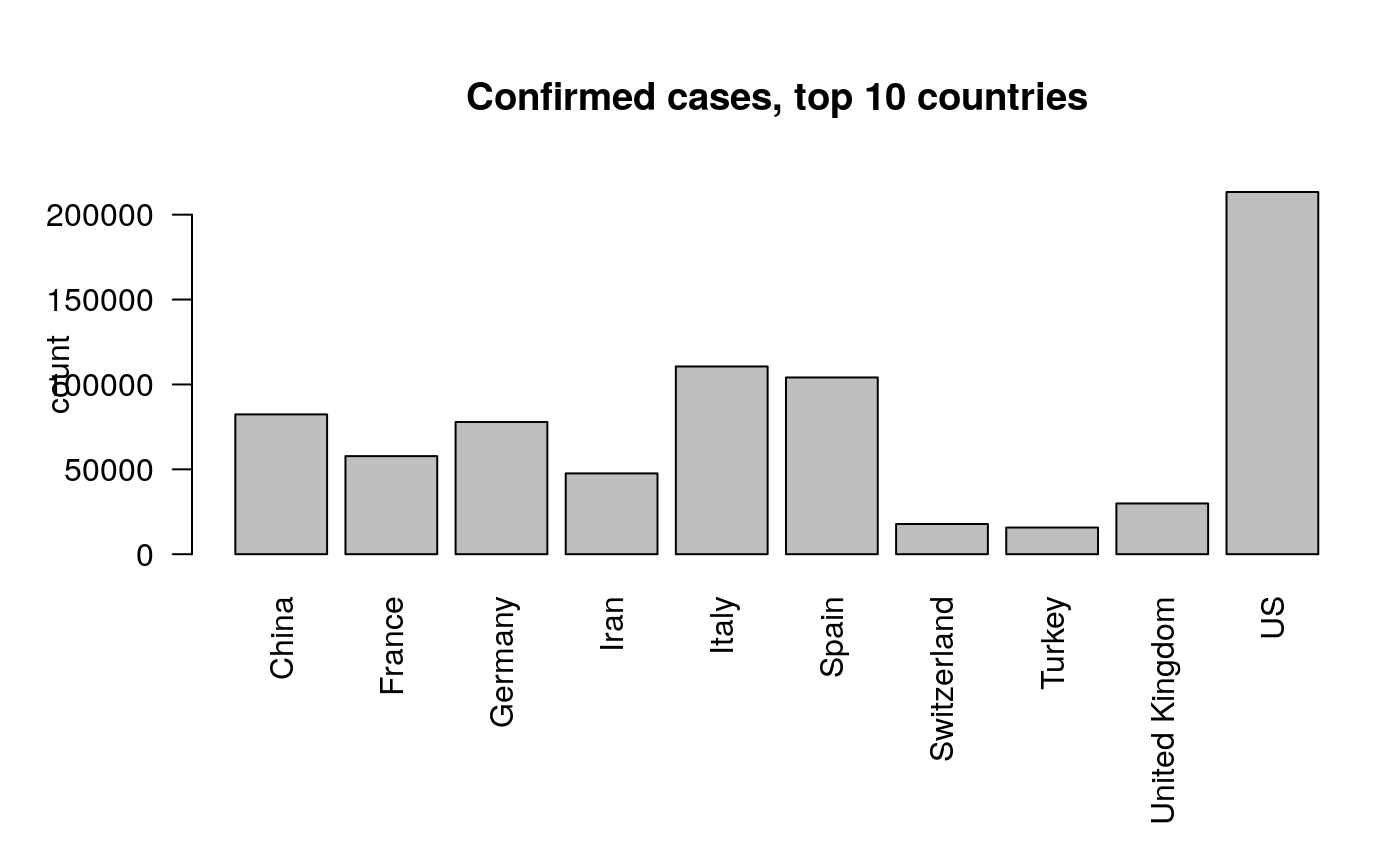 Confirmed cases, top 10 countries
count
200000
150000
100000
50000
0
China
France
Germany
Iran
Italy
Spain
Switzerland
Turkey
United Kingdom
US